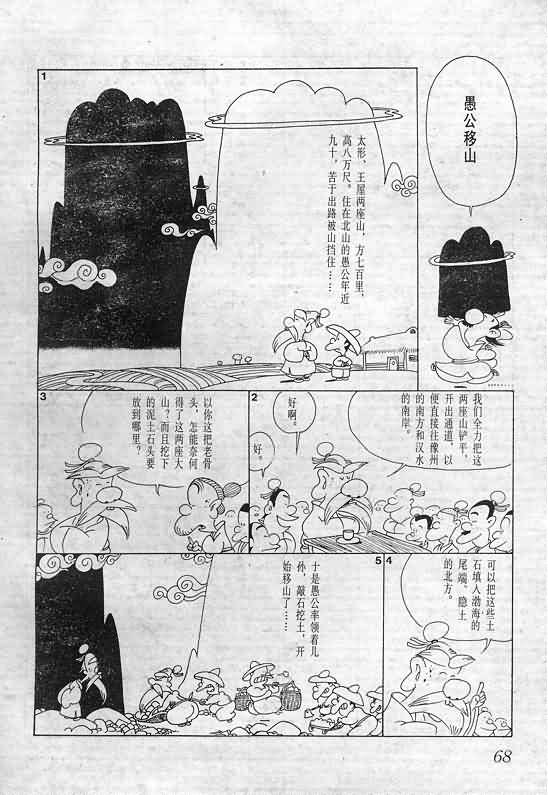 愚公移山
1
太形、王屋两座山，方七百里，
高八万尺。住在北山的愚公年近
九十，苦于出路被山挡住……
2
我们全力把这
两座山铲平，
开出通道，以
便直接往豫州
的南方和汉水
的南岸。
好啊。
好。
3
以你这把老骨
头，怎能奈何
得了这两座大
山？而且挖下
的泥土石头要
放到哪里？
4
可以把这些土
石填入渤海的
尾端、隐土
的北方。
5
于是愚公率领着儿
孙，敲石挖土，开
始移山了……
68